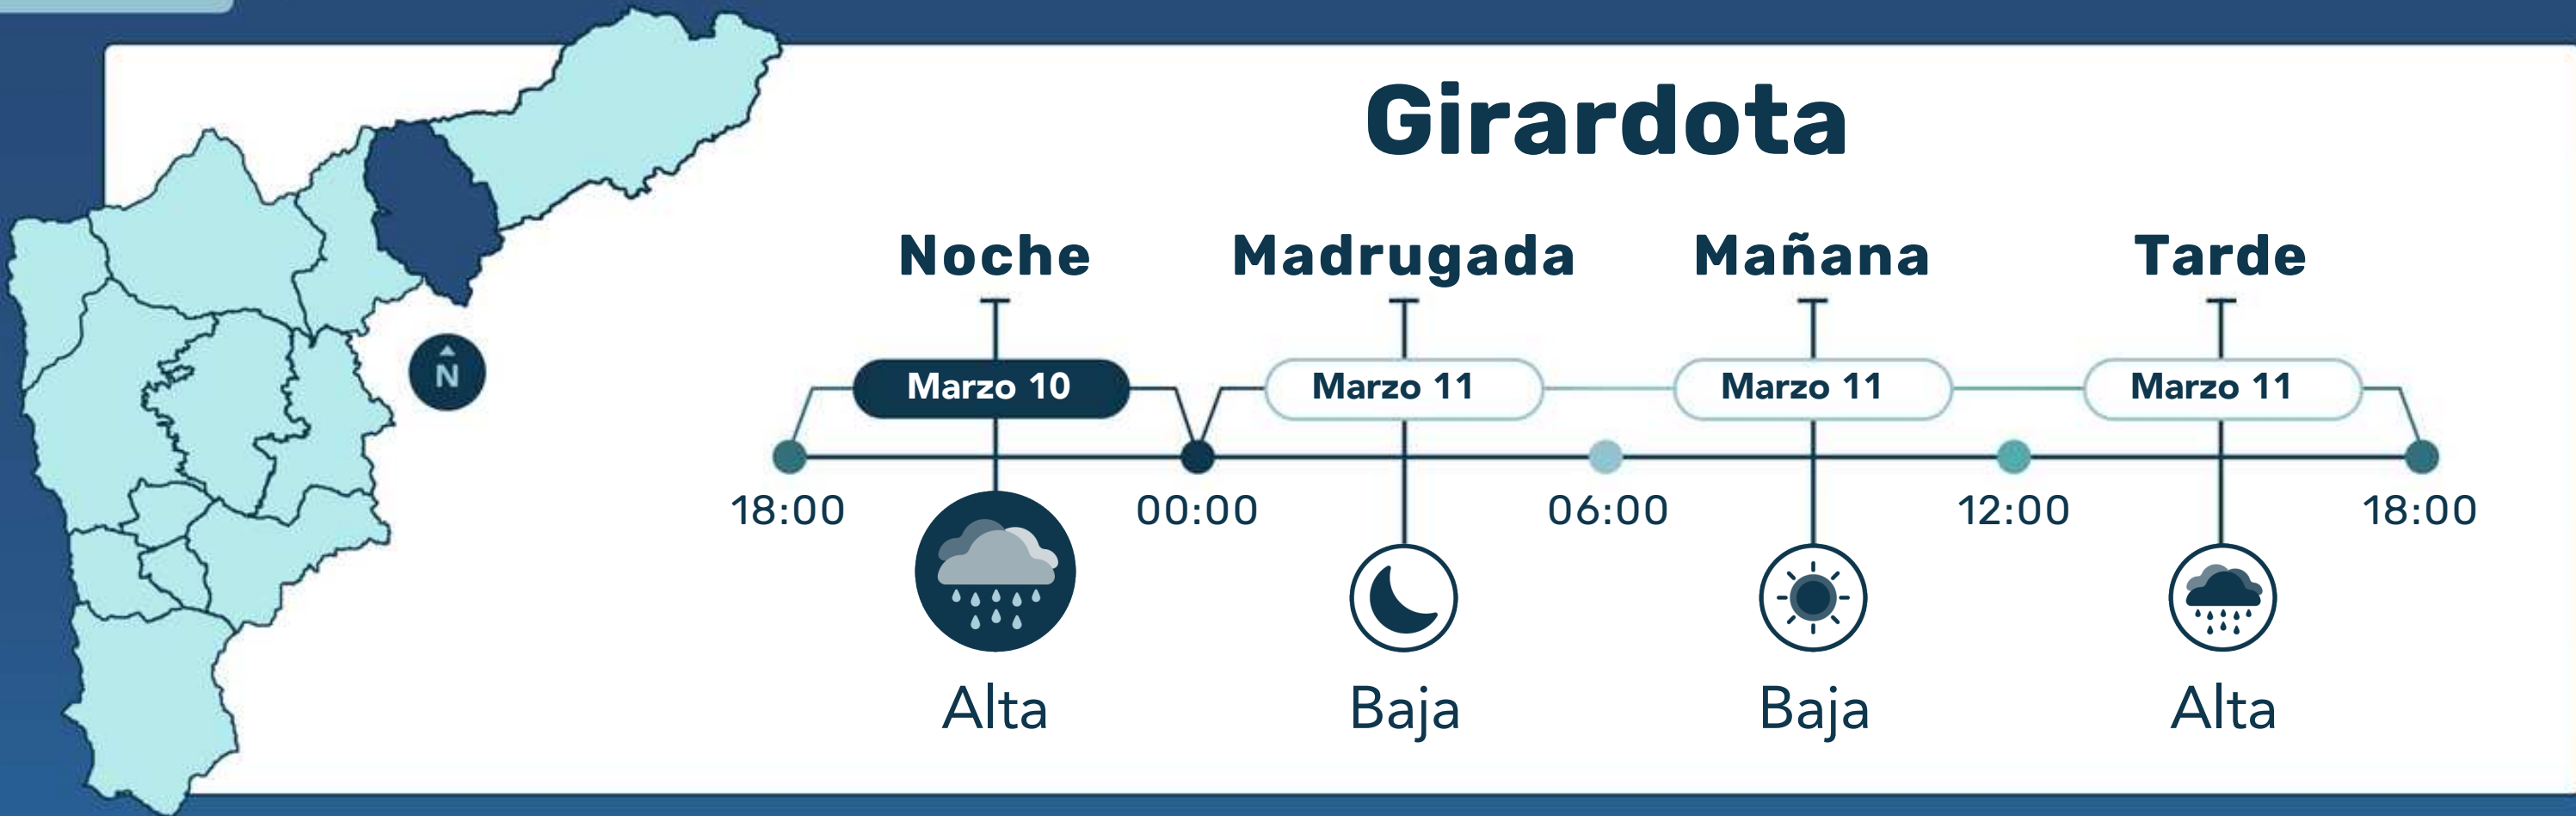 Girardota
Noche Madrugada Mañana Tarde
N
Marzo 10 Marzo 11 Marzo 11 Marzo 11
18:00 00:00 06:00 12:00 18:00
Alta Baja Baja Alta